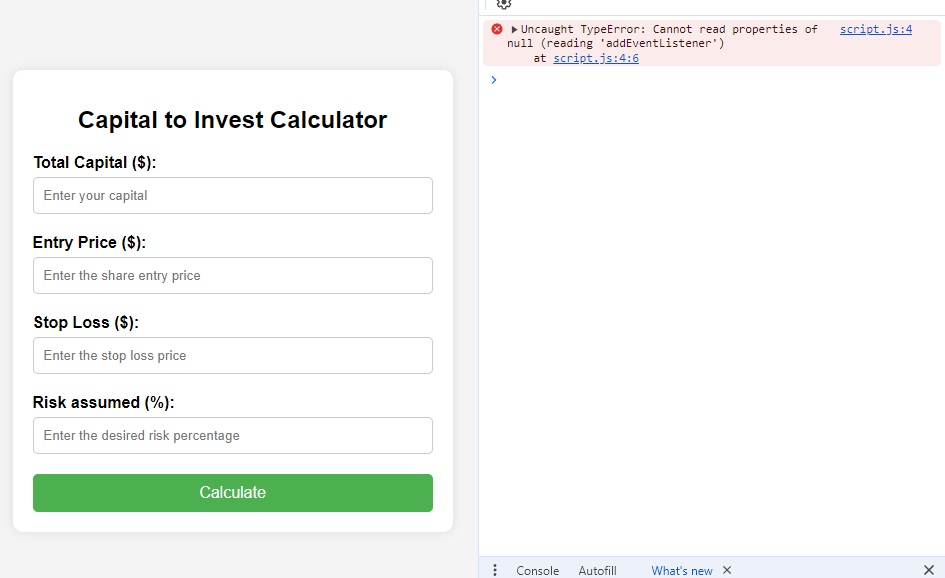 Capital to Invest Calculator
Total Capital ($):
Enter your capital
Entry Price ($):
Enter the share entry price
Stop Loss ($):
Enter the stop loss price
Risk assumed (%):
Enter the desired risk percentage
Calculate
Uncaught TypeError: Cannot read properties of script.js:4
null (reading 'addEventListener')
at script.js:4:6
Console Autofill What's new